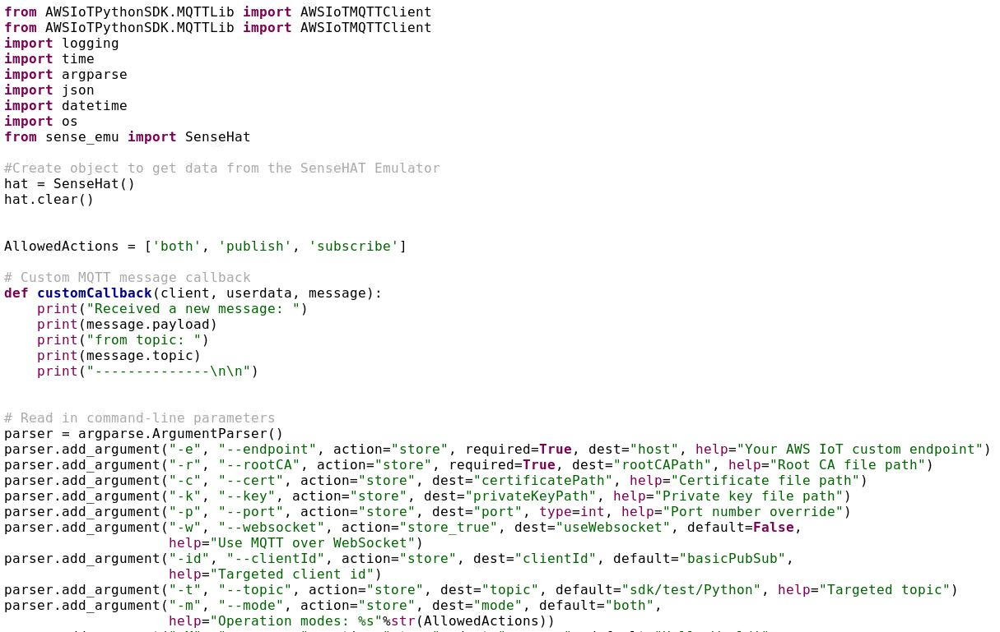 from AWSIoTPythonSDK.MQTTLib import AWSIoTMQTTClient
from AWSIoTPythonSDK.MQTTLib import AWSIoTMQTTClient
import logging
import time
import argparse
import json
import datetime
import os
from sense_emu import SenseHat

#Create object to get data from the SenseHAT Emulator
hat = SenseHat()
hat.clear()


AllowedActions = ['both', 'publish', 'subscribe']

# Custom MQTT message callback
def customCallback(client, userdata, message):
    print("Received a new message: ")
    print(message.payload)
    print("from topic: ")
    print(message.topic)
    print("--------------\n\n")


# Read in command-line parameters
parser = argparse.ArgumentParser()
parser.add_argument("-e", "--endpoint", action="store", required=True, dest="host", help="Your AWS IoT custom endpoint")
parser.add_argument("-r", "--rootCA", action="store", required=True, dest="rootCAPath", help="Root CA file path")
parser.add_argument("-c", "--cert", action="store", dest="certificatePath", help="Certificate file path")
parser.add_argument("-k", "--key", action="store", dest="privateKeyPath", help="Private key file path")
parser.add_argument("-p", "--port", action="store", dest="port", type=int, help="Port number override")
parser.add_argument("-w", "--websocket", action="store_true", dest="useWebsocket", default=False,
                    help="Use MQTT over WebSocket")
parser.add_argument("-id", "--clientId", action="store", dest="clientId", default="basicPubSub",
                    help="Targeted client id")
parser.add_argument("-t", "--topic", action="store", dest="topic", default="sdk/test/Python", help="Targeted topic")
parser.add_argument("-m", "--mode", action="store", dest="mode", default="both",
                    help="Operation modes: %s"%str(AllowedActions))